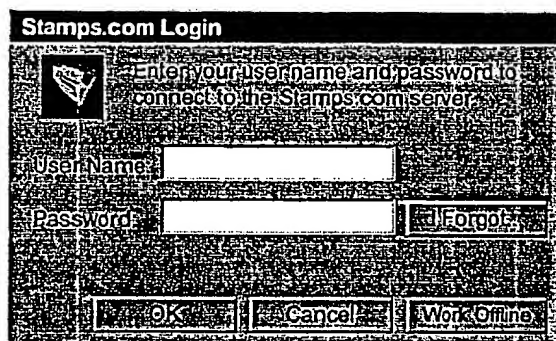 Stamps.com Login
Enter your user name and password to
connect to the Stamps.com server.
User Name
Password
I Forgot...
OK
Cancel
Work Offline